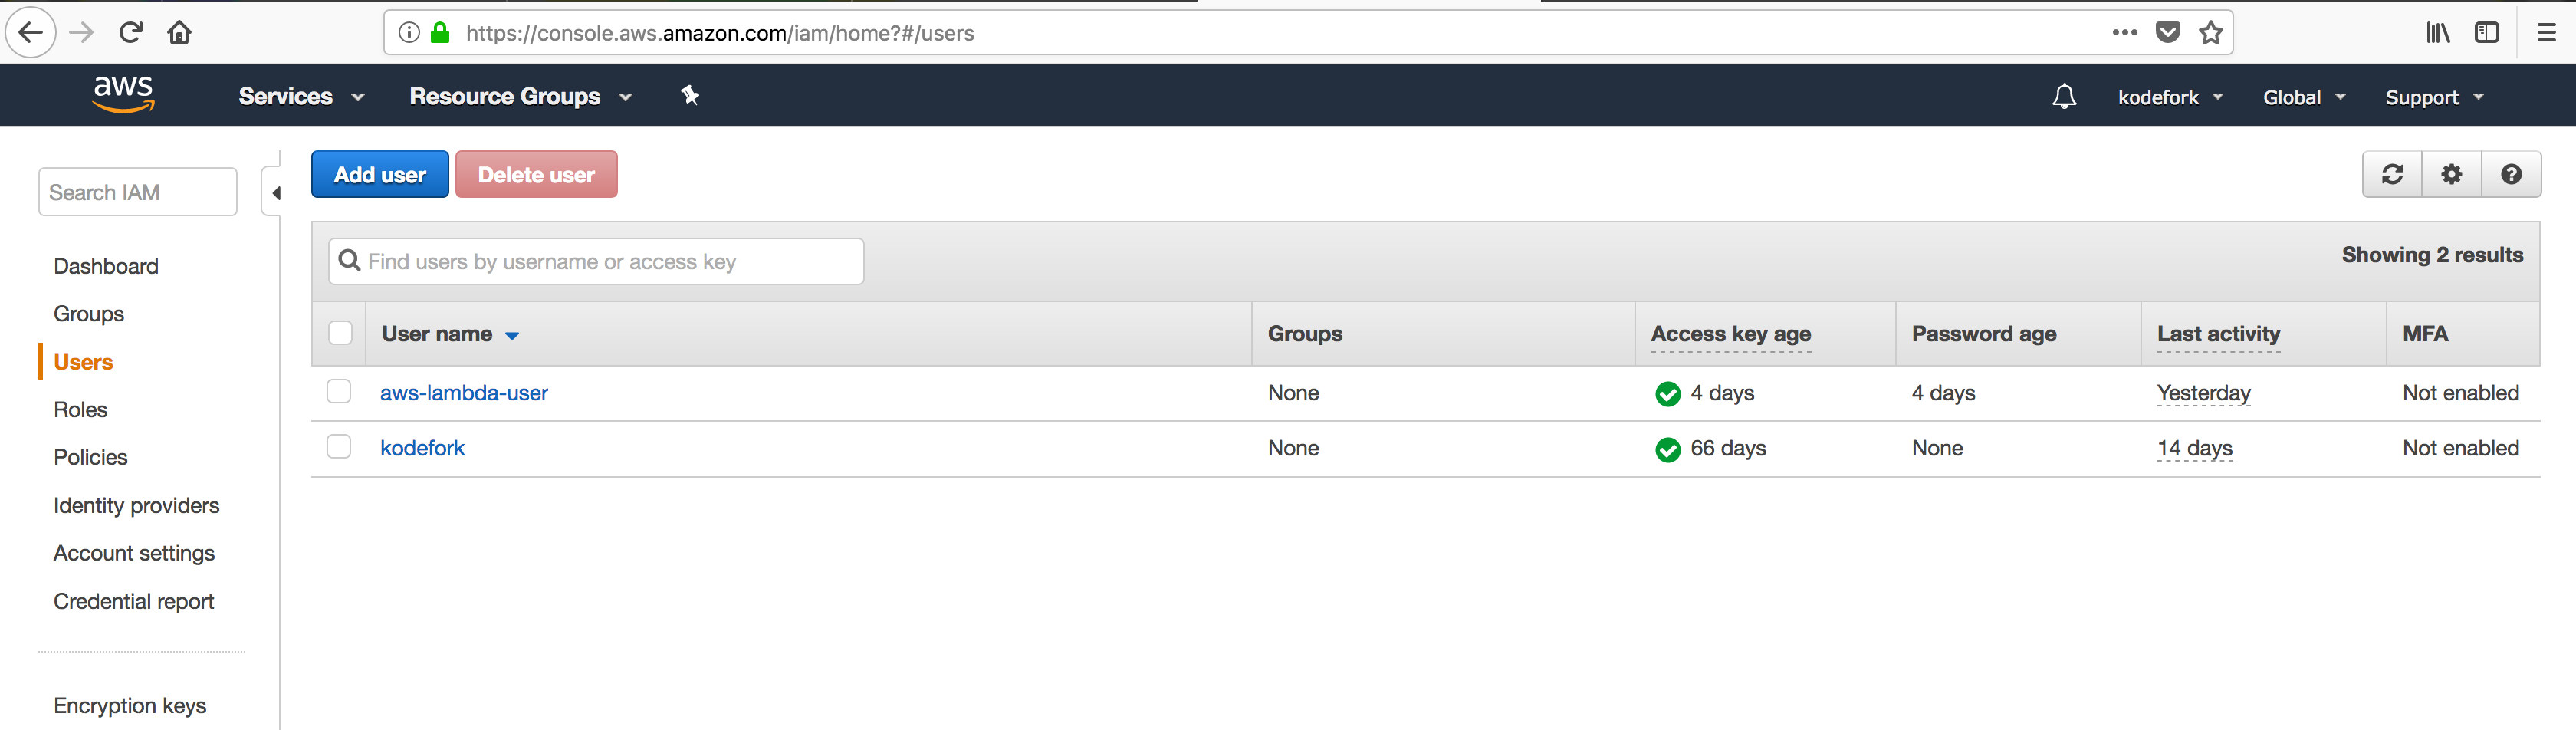 https://console.aws.amazon.com/iam/home?#/users
aws Services Resource Groups kodefork Global Support
Search IAM
Dashboard
Groups
Users
Roles
Policies
Identity providers
Account settings
Credential report
Encryption keys
Add user Delete user
Find users by username or access key Showing 2 results
User name Groups Access key age Password age Last activity MFA
aws-lambda-user None 4 days 4 days Yesterday Not enabled
kodefork None 66 days None 14 days Not enabled